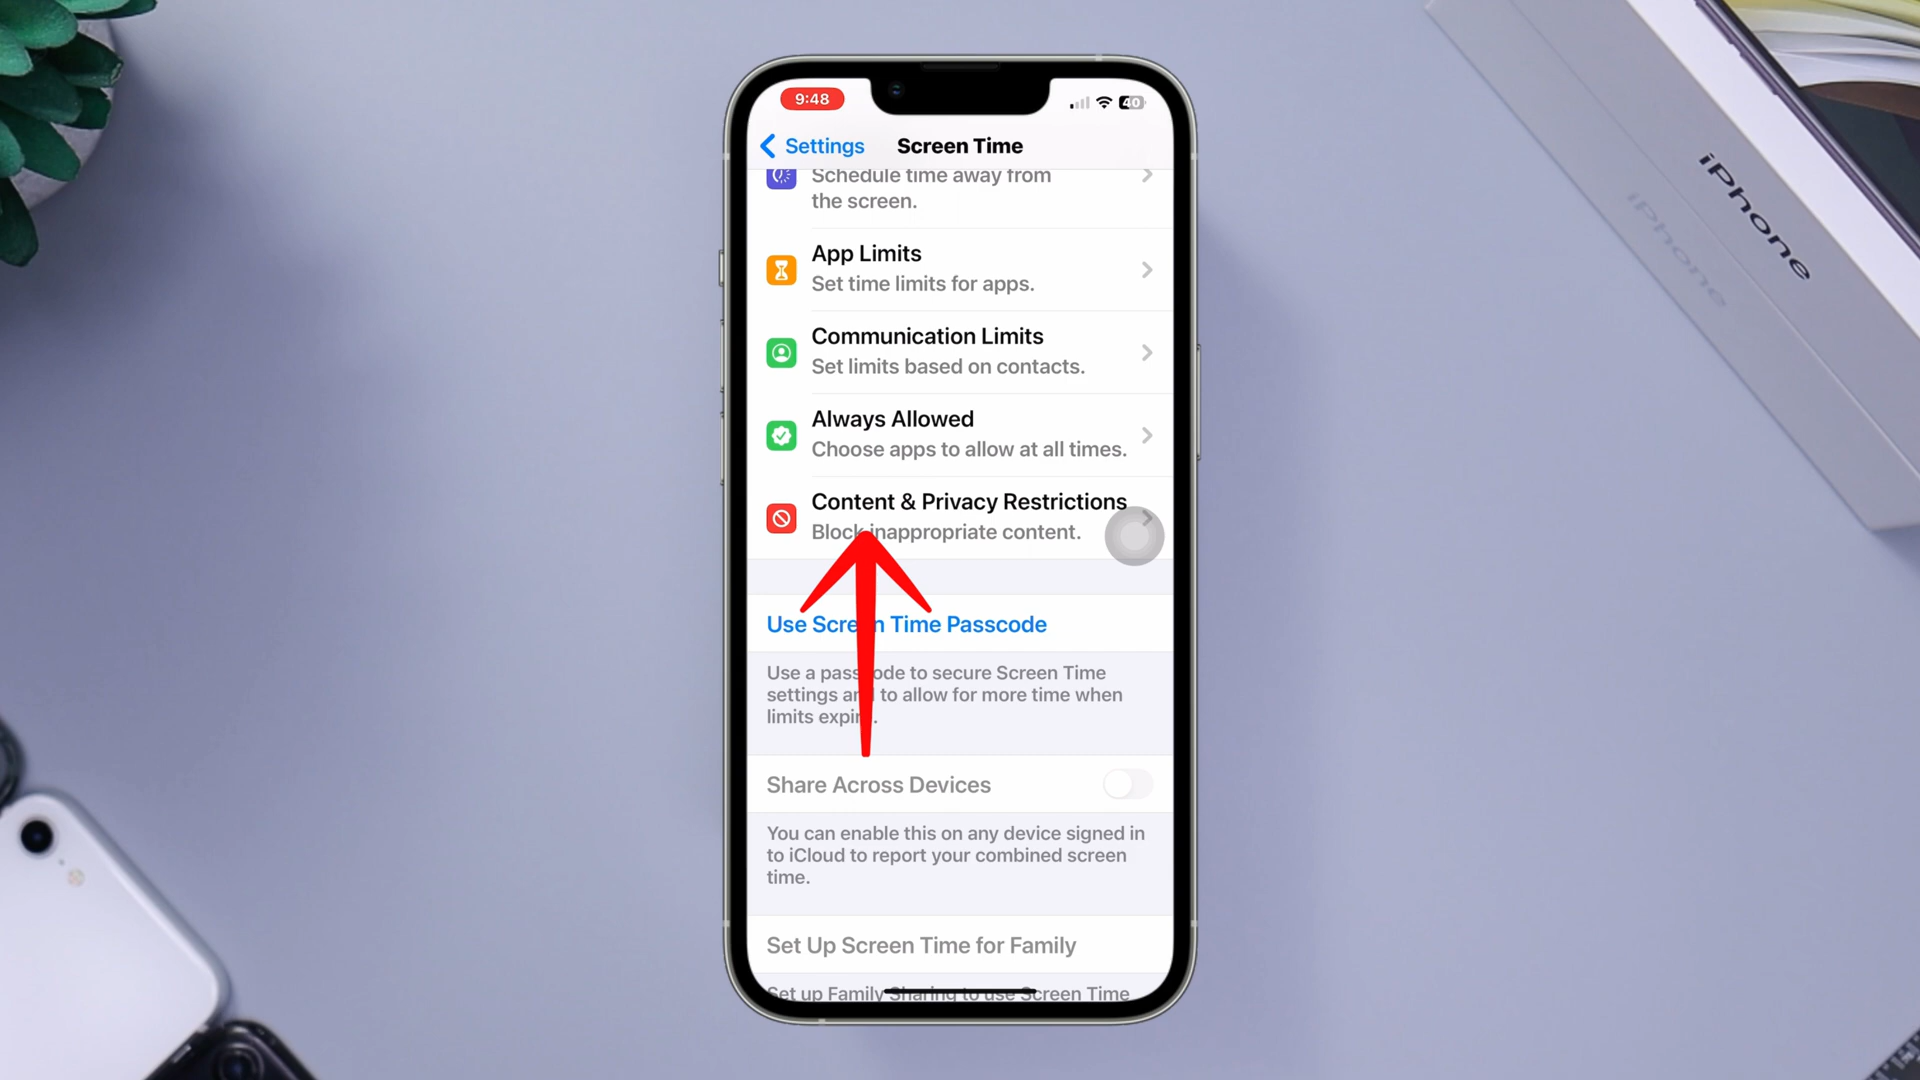 9:48
40
Settings
Screen Time
Schedule time away from
the screen.
App Limits
Set time limits for apps.
Communication Limits
Set limits based on contacts.
Always Allowed
Choose apps to allow at all times.
Content & Privacy Restrictions
Block inappropriate content.
Use Screen Time Passcode
Use a passcode to secure Screen Time
settings and to allow for more time when
limits expire.
Share Across Devices
You can enable this on any device signed in
to iCloud to report your combined screen
time.
Set Up Screen Time for Family
Set up Family Sharing to use Screen Time
iPhone
iPhone